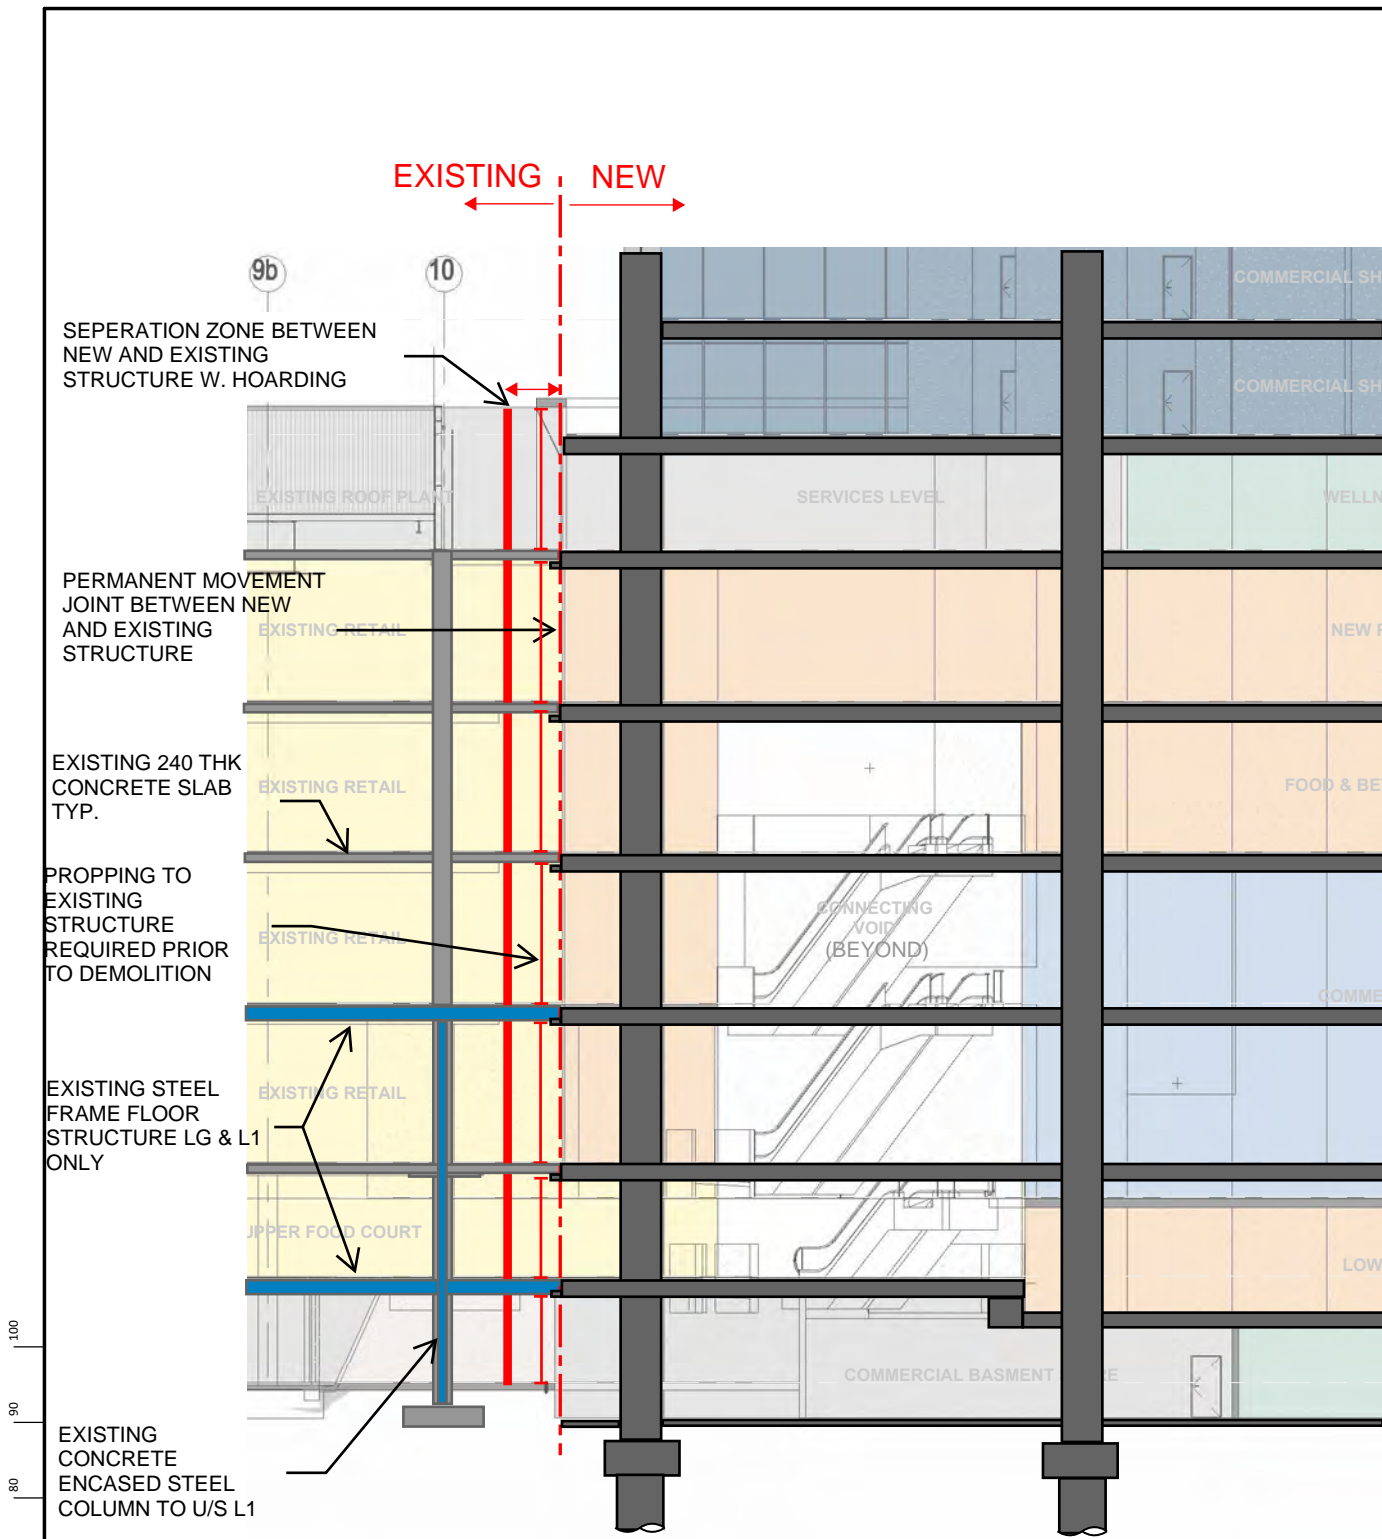 EXISTING NEW
9b 10
COMMERCIAL SH
SEPERATION ZONE BETWEEN
NEW AND EXISTING
STRUCTURE W. HOARDING
COMMERCIAL SH
EXISTING ROOF PLANT
SERVICES LEVEL
WELLN
PERMANENT MOVEMENT
JOINT BETWEEN NEW
AND EXISTING
STRUCTURE
EXISTING RETAIL
NEW
EXISTING 240 THK
CONCRETE SLAB
TYP.
EXISTING RETAIL
FOOD & BE
PROPPING TO
EXISTING
STRUCTURE
REQUIRED PRIOR
TO DEMOLITION
EXISTING RETAIL
CONNECTING
VOID
(BEYOND)
COMME
EXISTING STEEL
FRAME FLOOR
STRUCTURE LG & L1
ONLY
EXISTING RETAIL
UPPER FOOD COURT
LOW
100
COMMERCIAL BASMENT
90
EXISTING
CONCRETE
ENCASED STEEL
COLUMN TO U/S L1
80